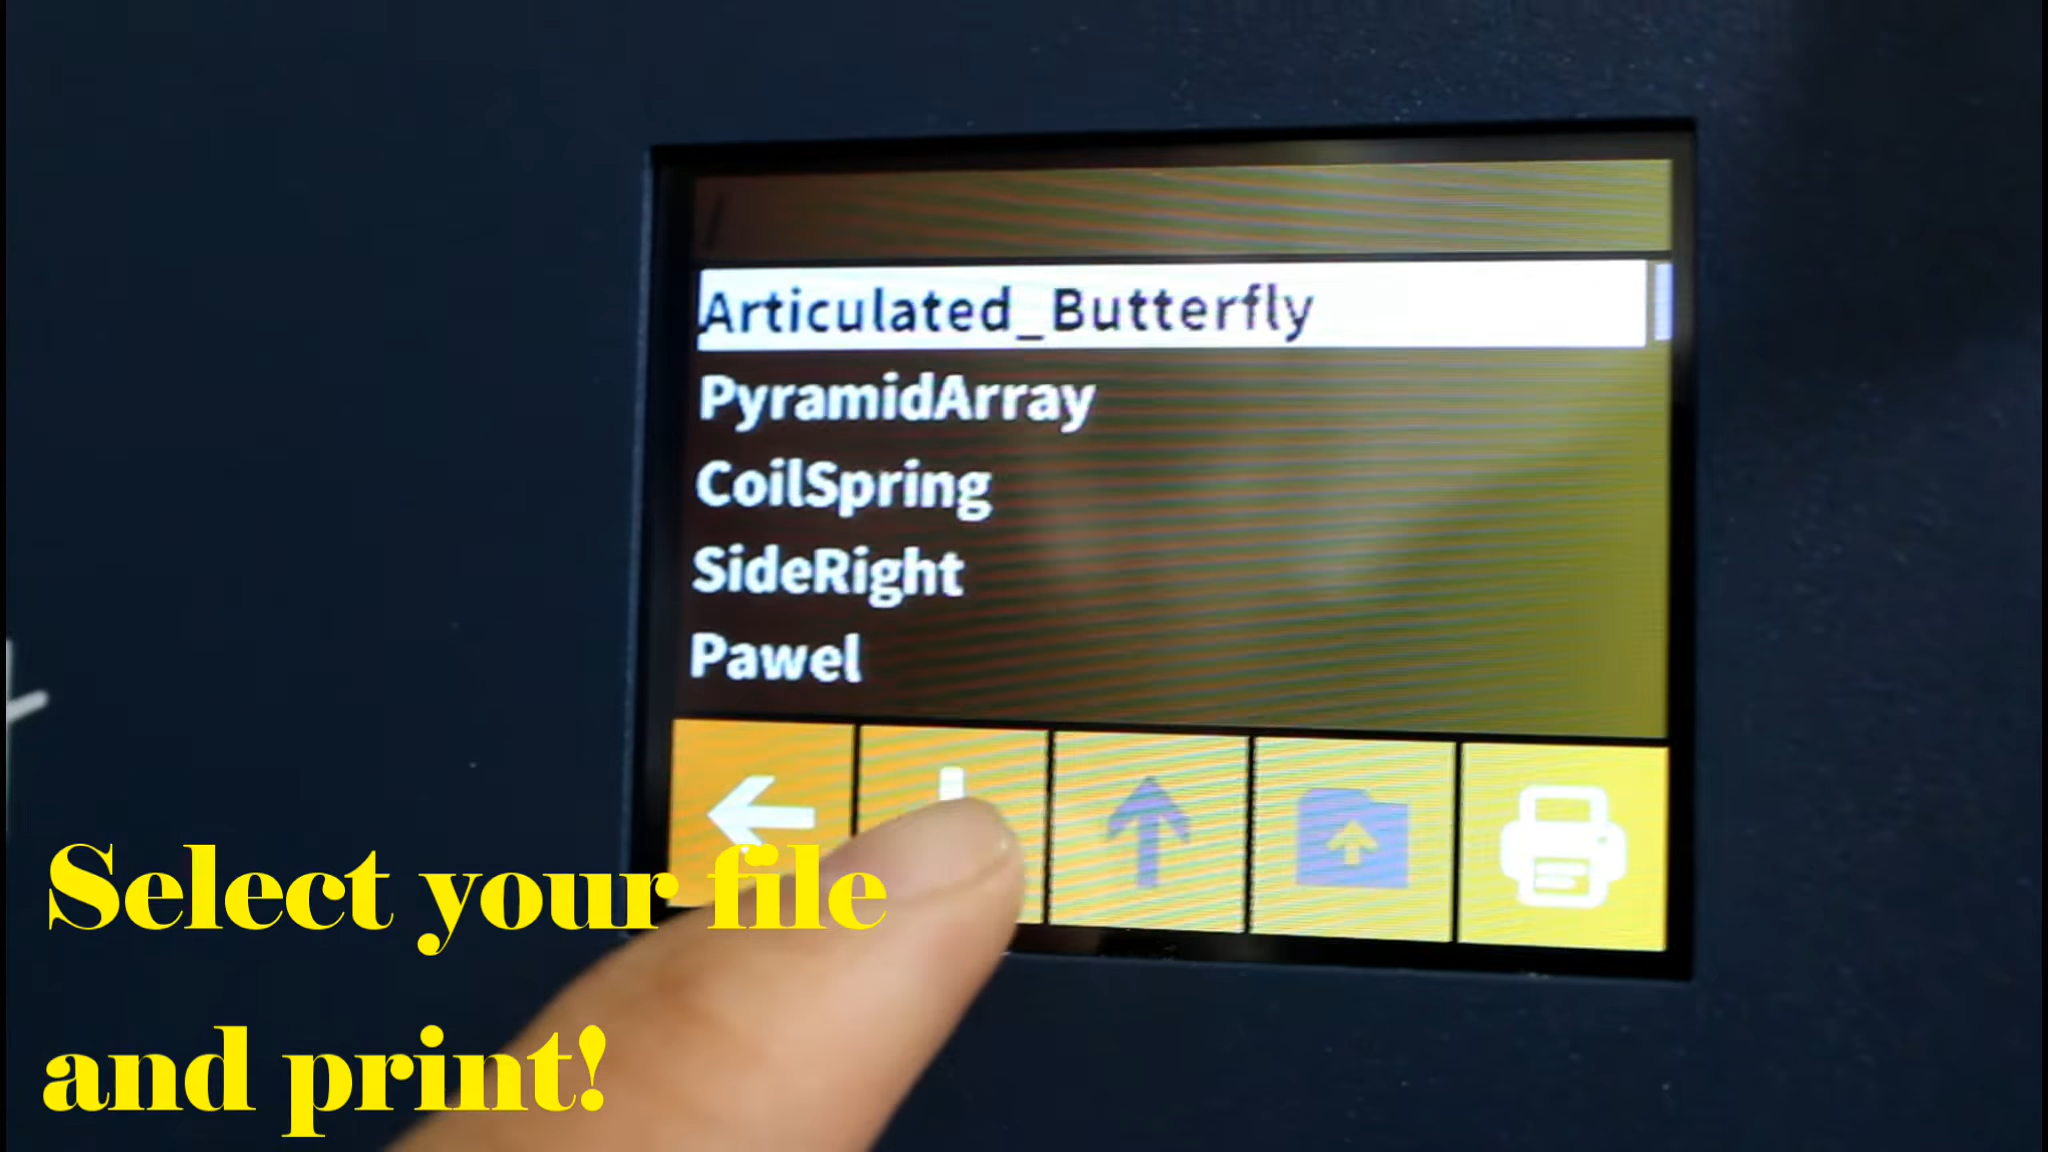 /
Articulated_Butterfly
PyramidArray
CoilSpring
SideRight
Pawel
Select your file
and print!